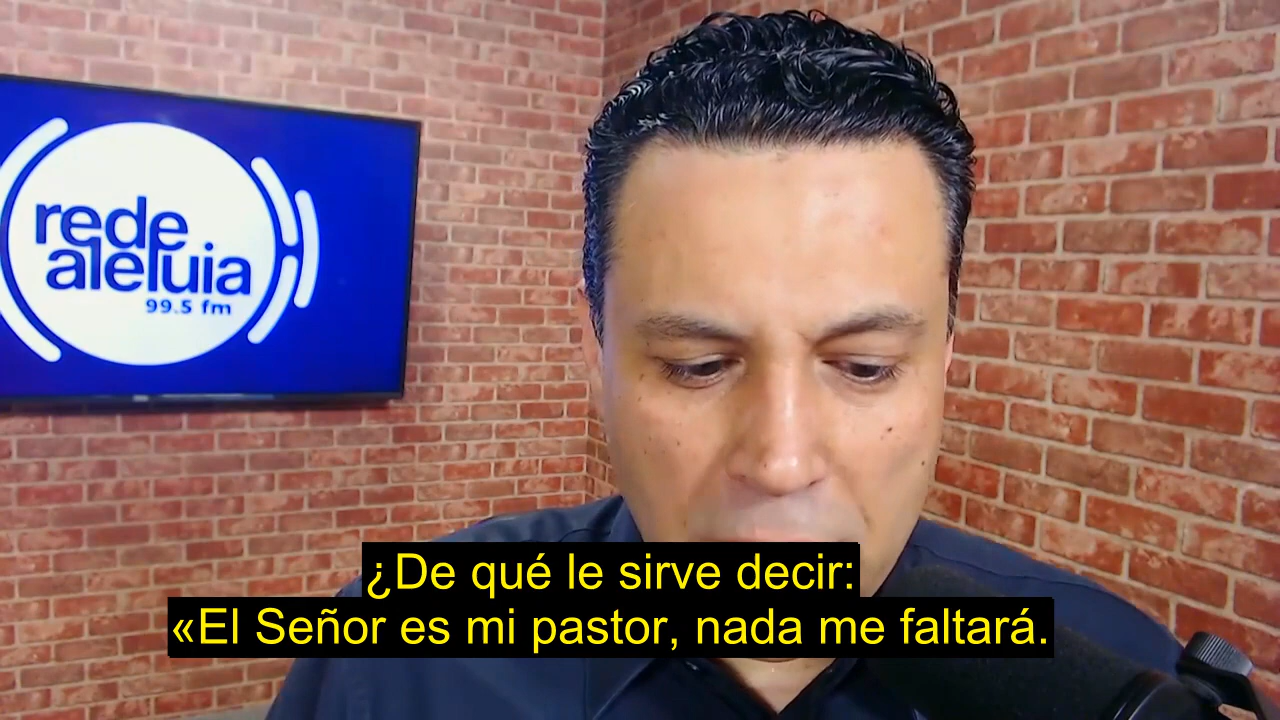 rede
aleluia
99.5 fm
¿De qué le sirve decir:
«El Señor es mi pastor, nada me faltará.